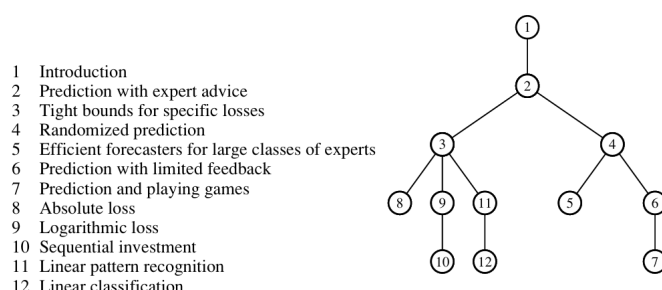 1 Introduction
2 Prediction with expert advice
3 Tight bounds for specific losses
4 Randomized prediction
5 Efficient forecasters for large classes of experts
6 Prediction with limited feedback
7 Prediction and playing games
8 Absolute loss
9 Logarithmic loss
10 Sequential investment
11 Linear pattern recognition
12 Linear classification
1
2
3 4
8 9 11 5 6
10 12 7